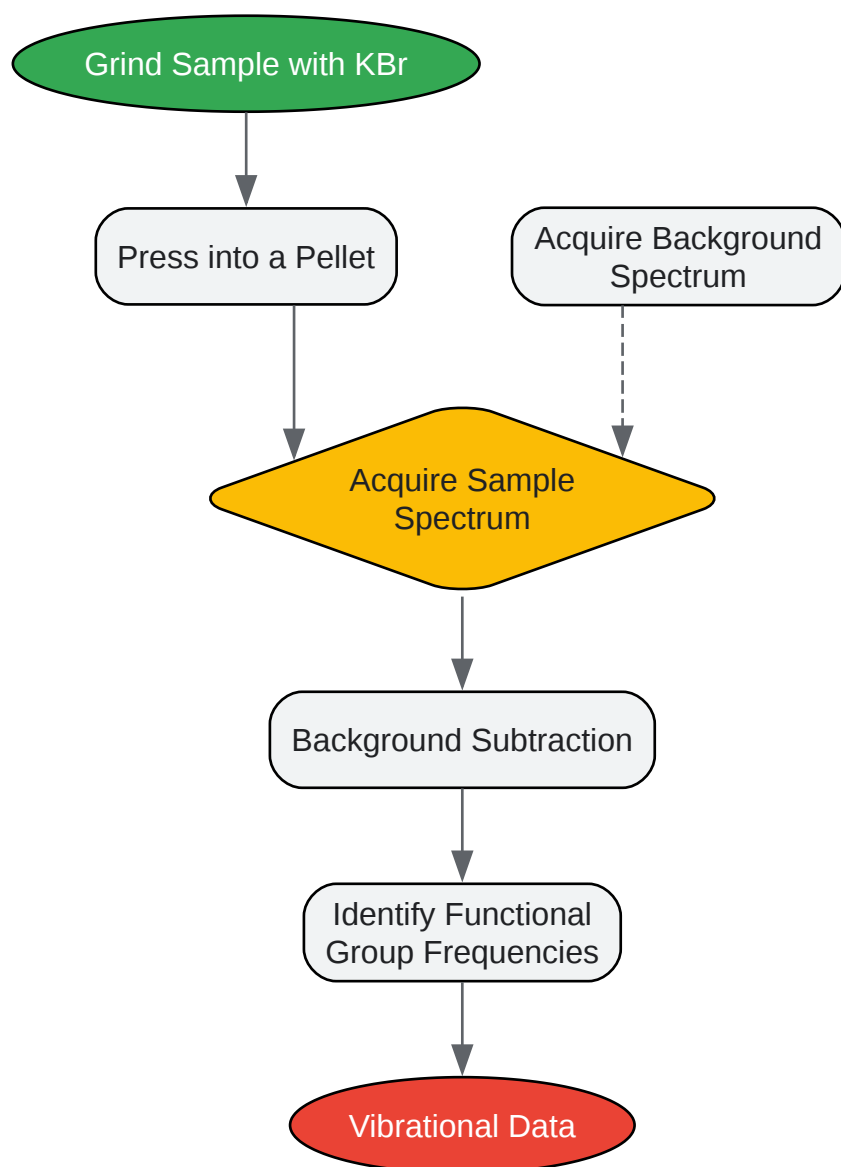 Grind Sample with KBr
Press into a Pellet
Acquire Background
Spectrum
Acquire Sample
Spectrum
Background Subtraction
Identify Functional
Group Frequencies
Vibrational Data